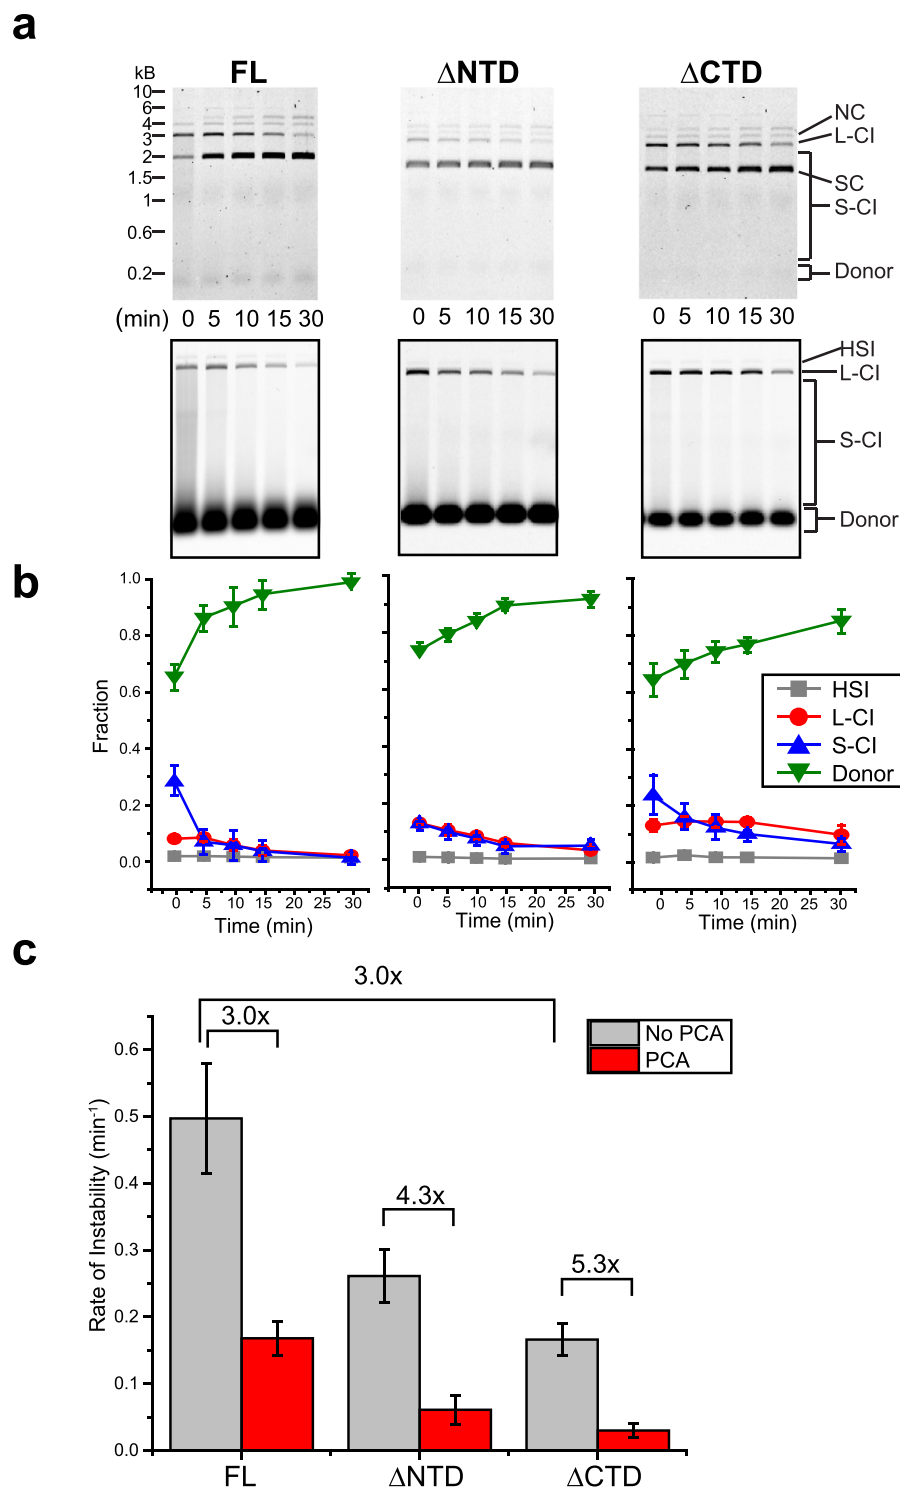 a
kB FL ΔNTD ΔCTD
10
6
4
3
2
1.5
1
0.6
0.2
NC
L-CI
SC
S-CI
Donor
(min) 0 5 10 15 30 0 5 10 15 30 0 5 10 15 30
HSI
L-CI
S-CI
Donor
b
Fraction
1.0
0.8
0.6
0.4
0.2
0.0
HSI
L-CI
S-CI
Donor
0 5 10 15 20 25 30 0 5 10 15 20 25 30 0 5 10 15 20 25 30
Time (min) Time (min) Time (min)
c
3.0x
3.0x
No PCA
PCA
4.3x
5.3x
Rate of Instability (min⁻¹)
0.6
0.5
0.4
0.3
0.2
0.1
0.0
FL ΔNTD ΔCTD